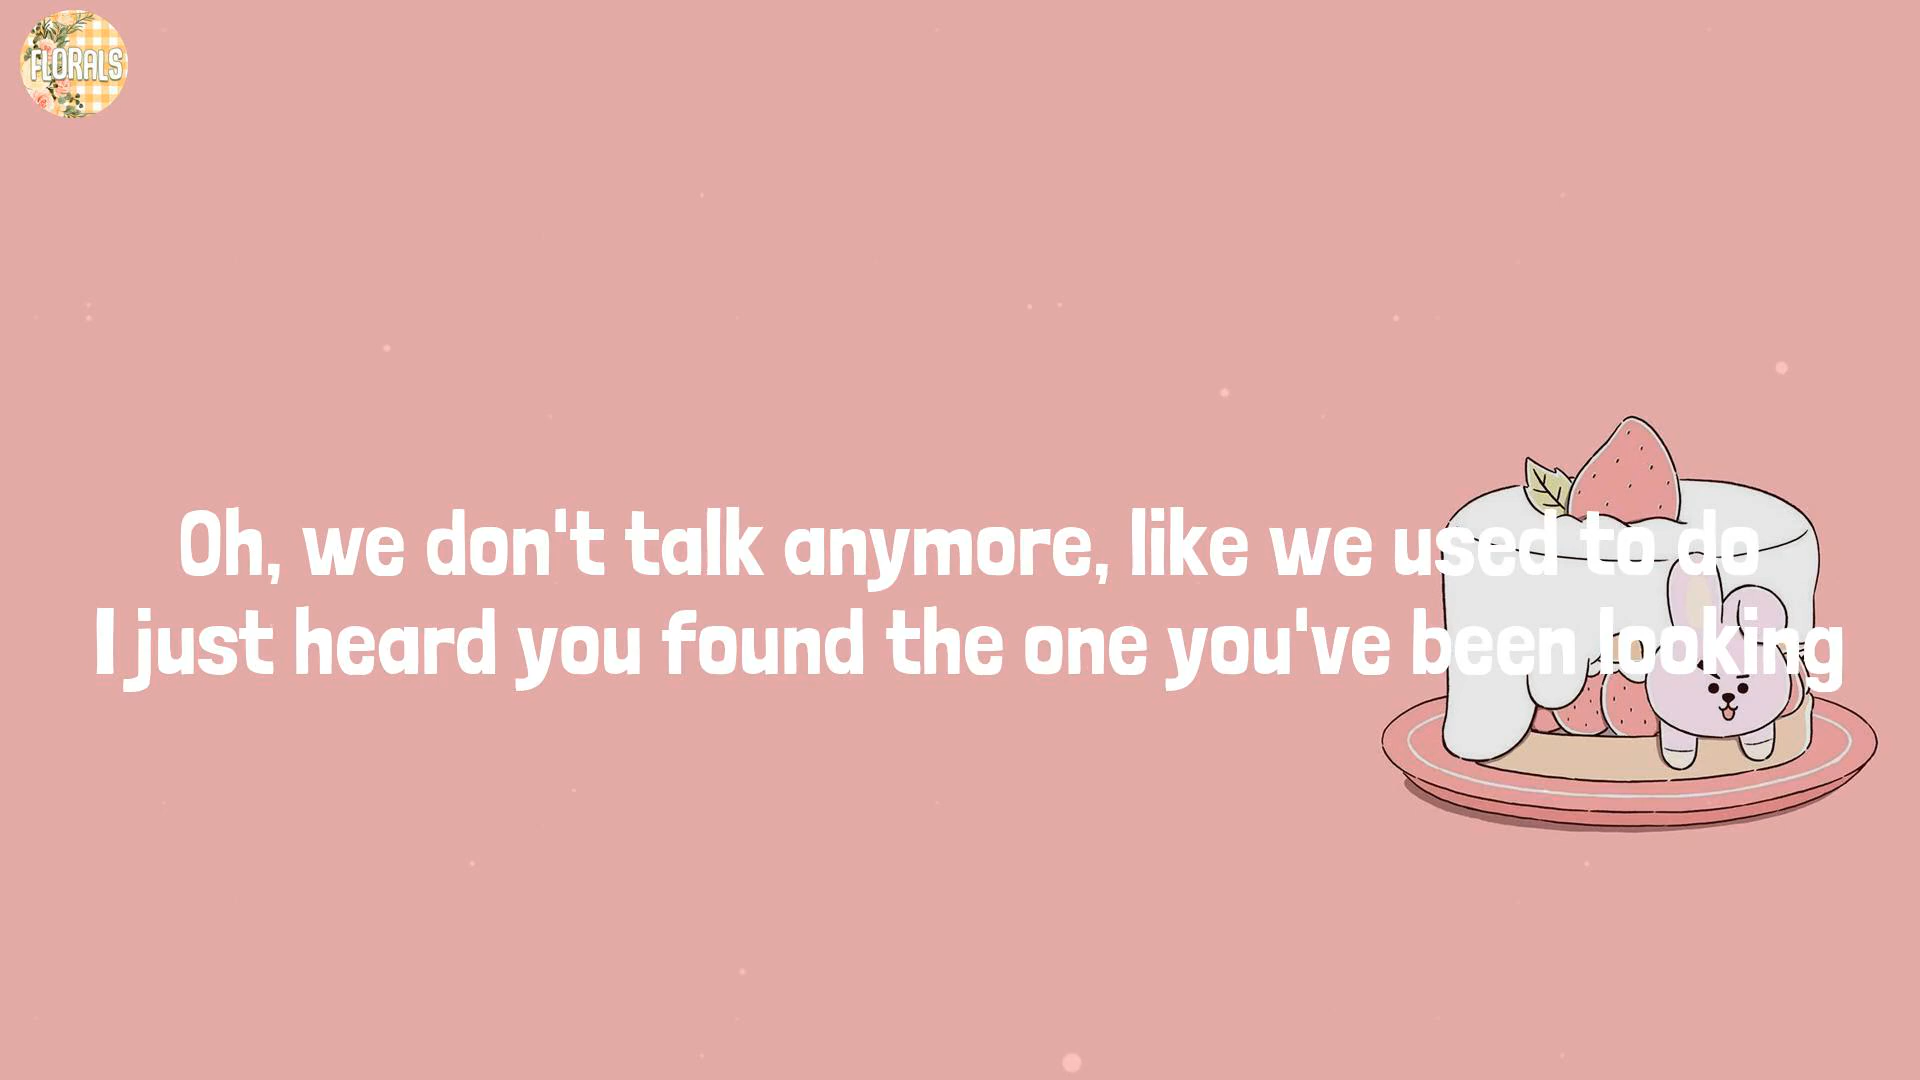 FLORALS
Oh, we don't talk anymore, like we used to do
I just heard you found the one you've been looking